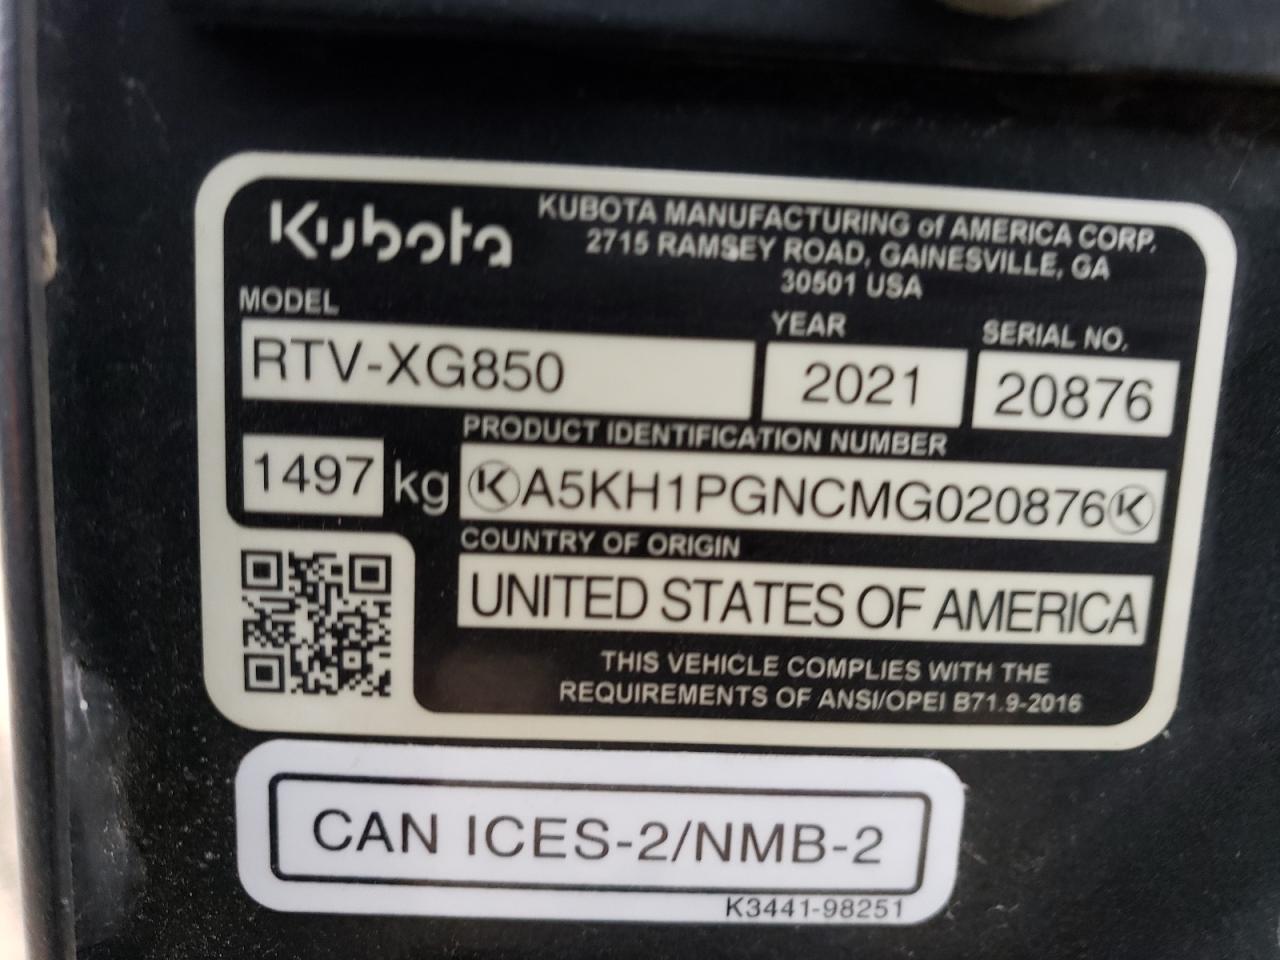 Kubota
KUBOTA MANUFACTURING of AMERICA CORP.
2715 RAMSEY ROAD, GAINESVILLE, GA
30501 USA
MODEL
YEAR
SERIAL NO.
RTV-XG850
2021
20876
PRODUCT IDENTIFICATION NUMBER
1497 kg
ⓀA5KH1PGNCMG020876Ⓚ
COUNTRY OF ORIGIN
UNITED STATES OF AMERICA
THIS VEHICLE COMPLIES WITH THE
REQUIREMENTS OF ANSI/OPEI B71.9-2016
CAN ICES-2/NMB-2
K3441-98251